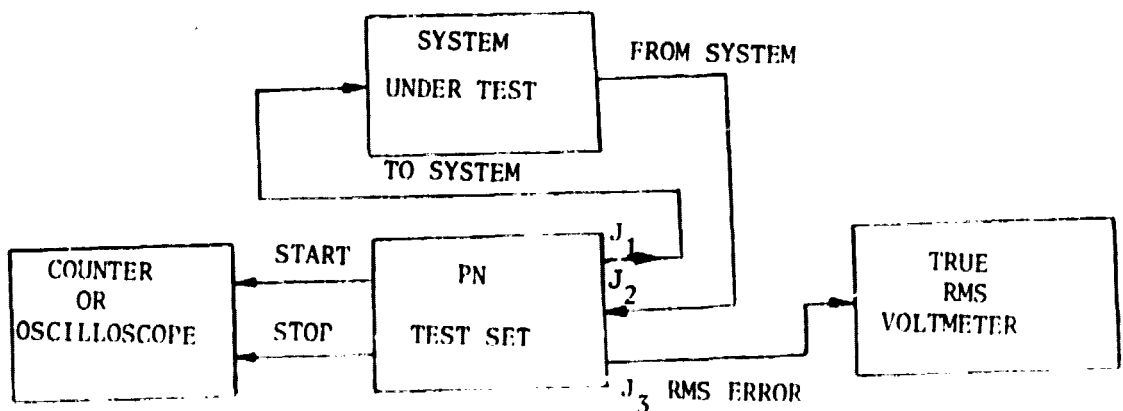 SYSTEM
UNDER TEST
FROM SYSTEM
TO SYSTEM
J1
J2
START
STOP
COUNTER
OR
OSCILLOSCOPE
PN
TEST SET
J3 RMS ERROR
TRUE
RMS
VOLTMETER